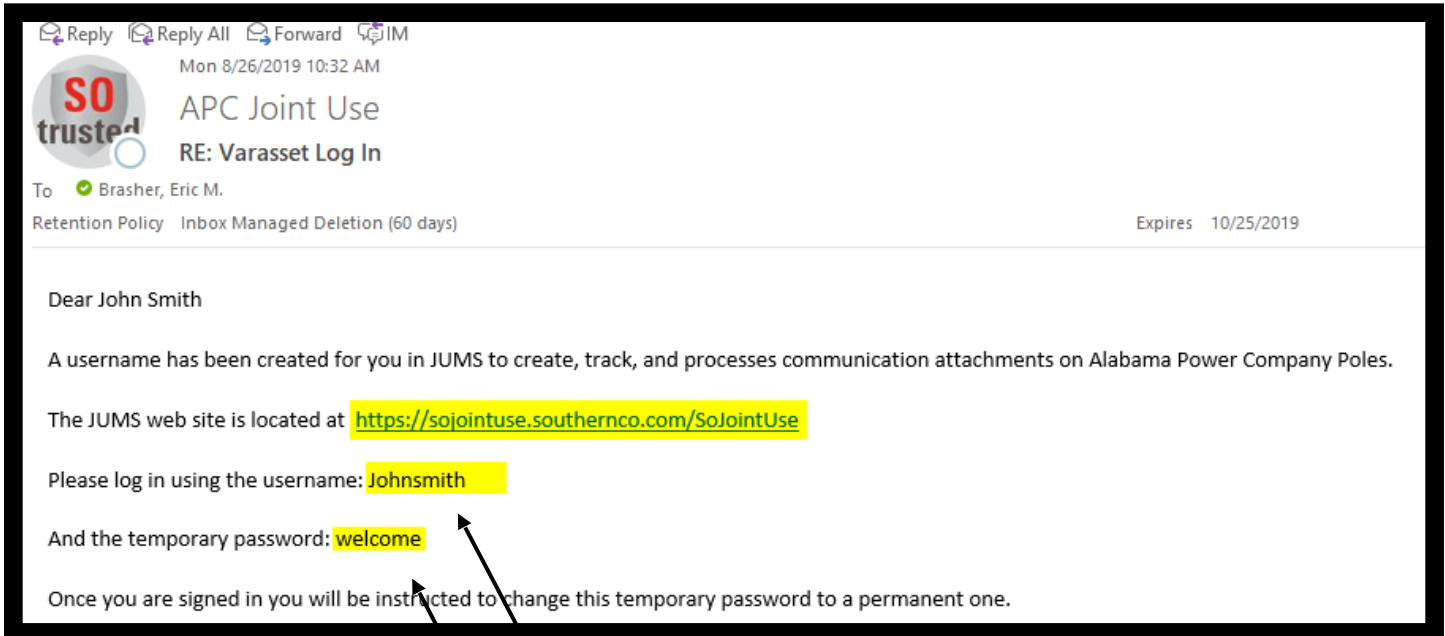 Reply Reply All Forward IM
Mon 8/26/2019 10:32 AM
SO
trusted
APC Joint Use
RE: Varasset Log In
To Brasher, Eric M.
Retention Policy Inbox Managed Deletion (60 days) Expires 10/25/2019
Dear John Smith
A username has been created for you in JUMS to create, track, and processes communication attachments on Alabama Power Company Poles.
The JUMS web site is located at https://sojointuse.southernco.com/SoJointUse
Please log in using the username: Johnsmith
And the temporary password: welcome
Once you are signed in you will be instructed to change this temporary password to a permanent one.